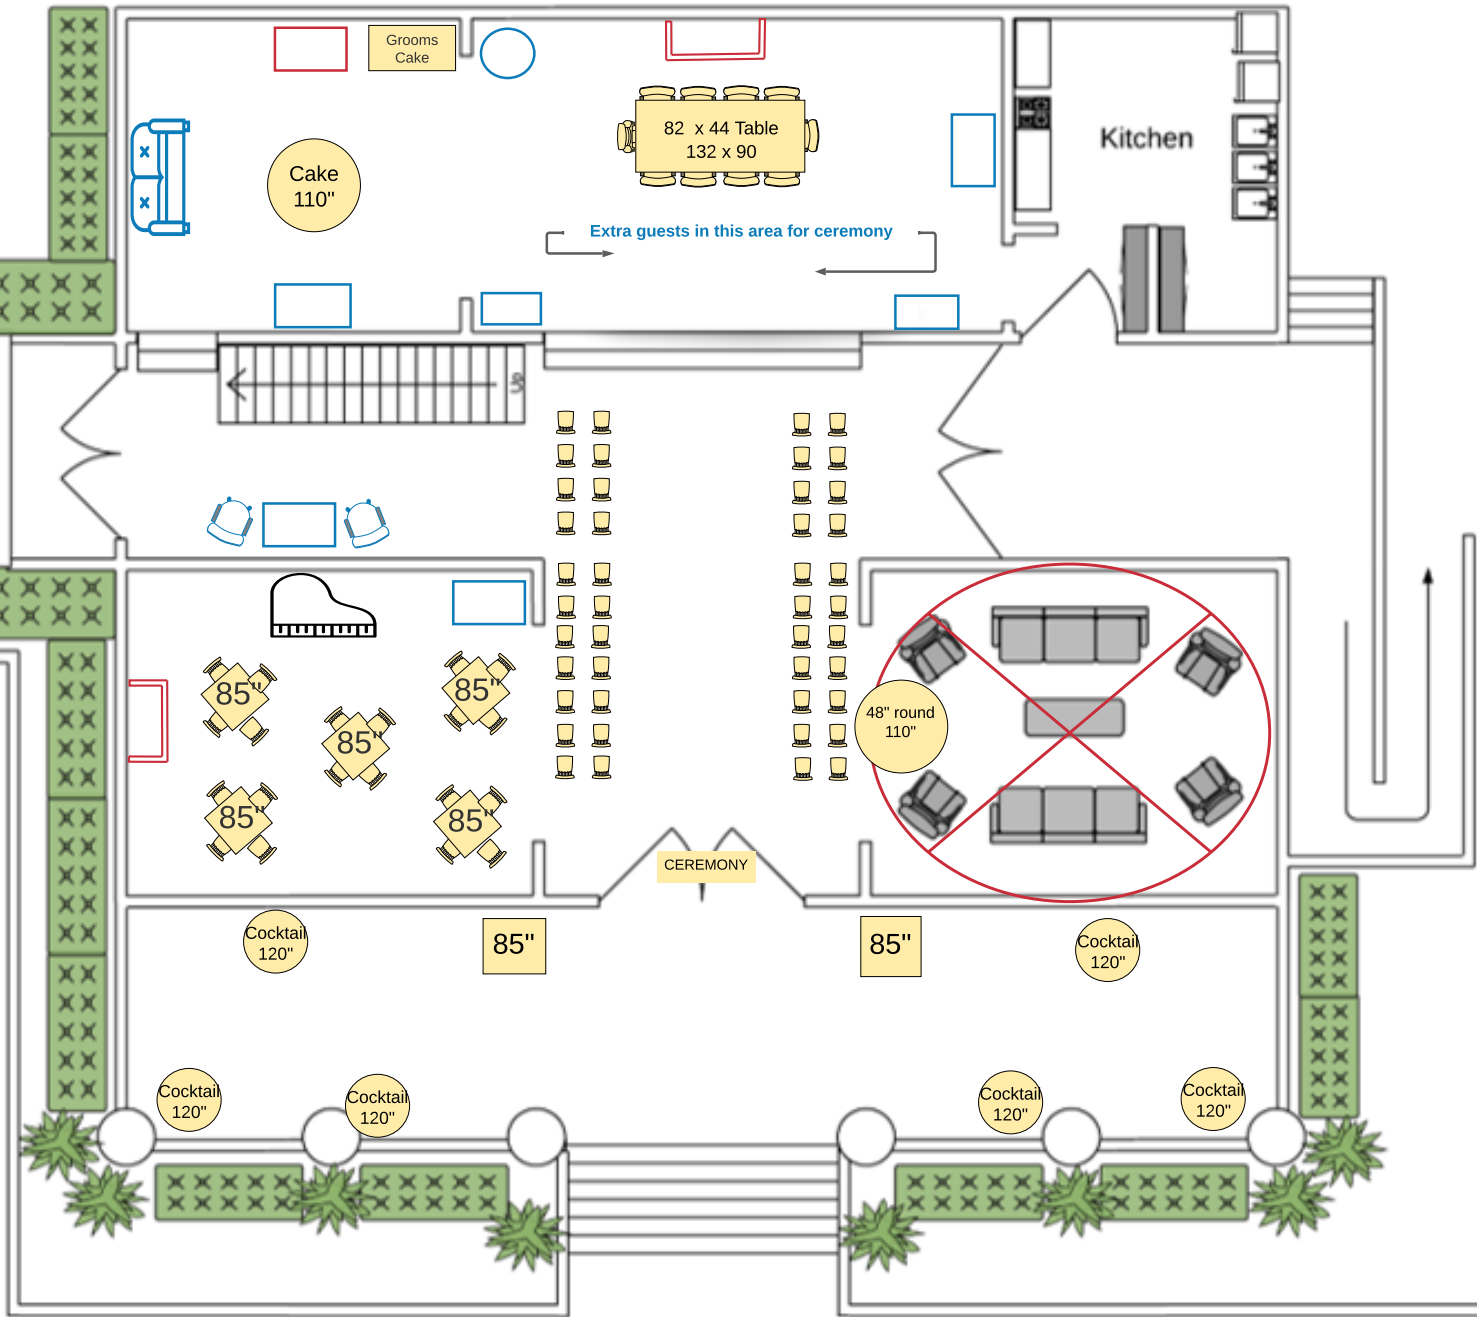 Grooms
Cake
Cake
110"
82 x 44 Table
132 x 90
Kitchen
Extra guests in this area for ceremony
Up
85"
85"
85"
85"
85"
48" round
110"
CEREMONY
Cocktail
120"
85"
85"
Cocktail
120"
Cocktail
120"
Cocktail
120"
Cocktail
120"
Cocktail
120"